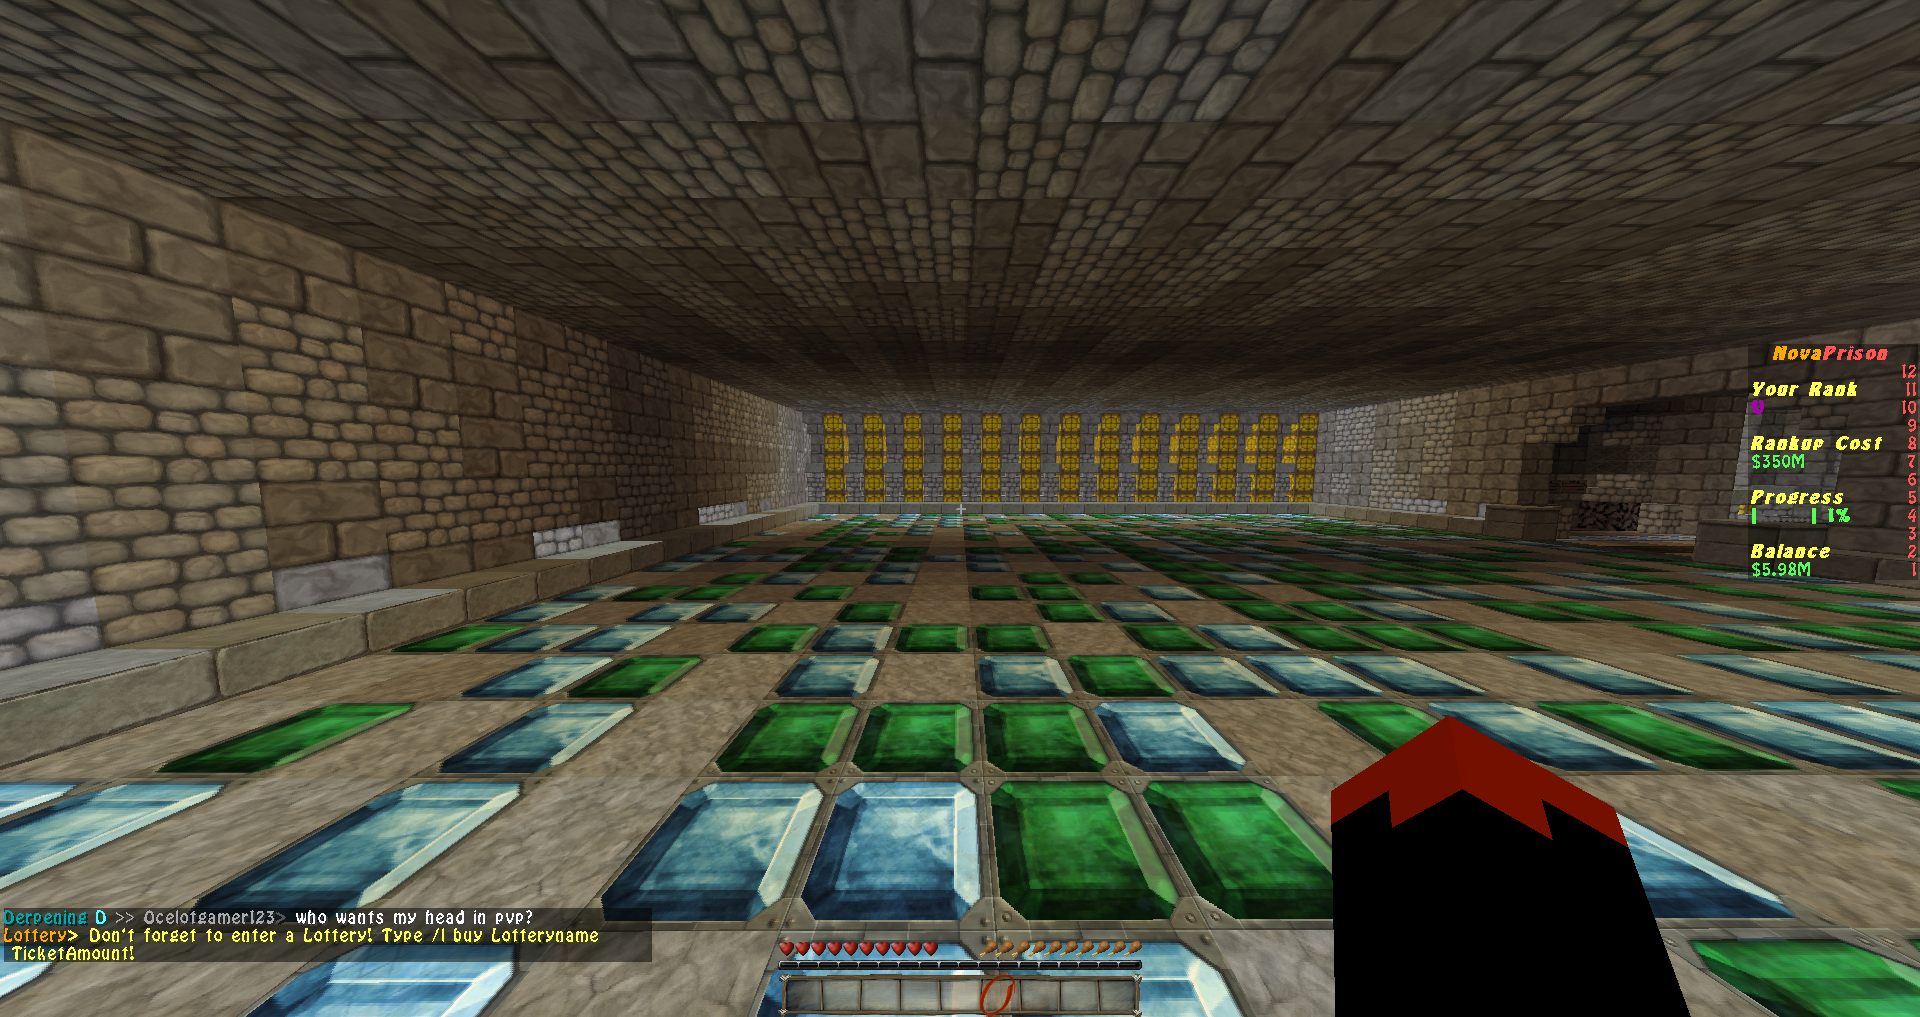 NovaPrison
12
Your Rank 11
U 10
9
Rankup Cost 8
$350M 7
6
Progress 5
| | 1% 4
3
Balance 2
$5.98M 1
Derpening D >> Ocelofgamer123> who wants my head in pvp?
Lottery> Don't forget to enter a Lottery! Type /l buy Lotteryname
TicketAmount!